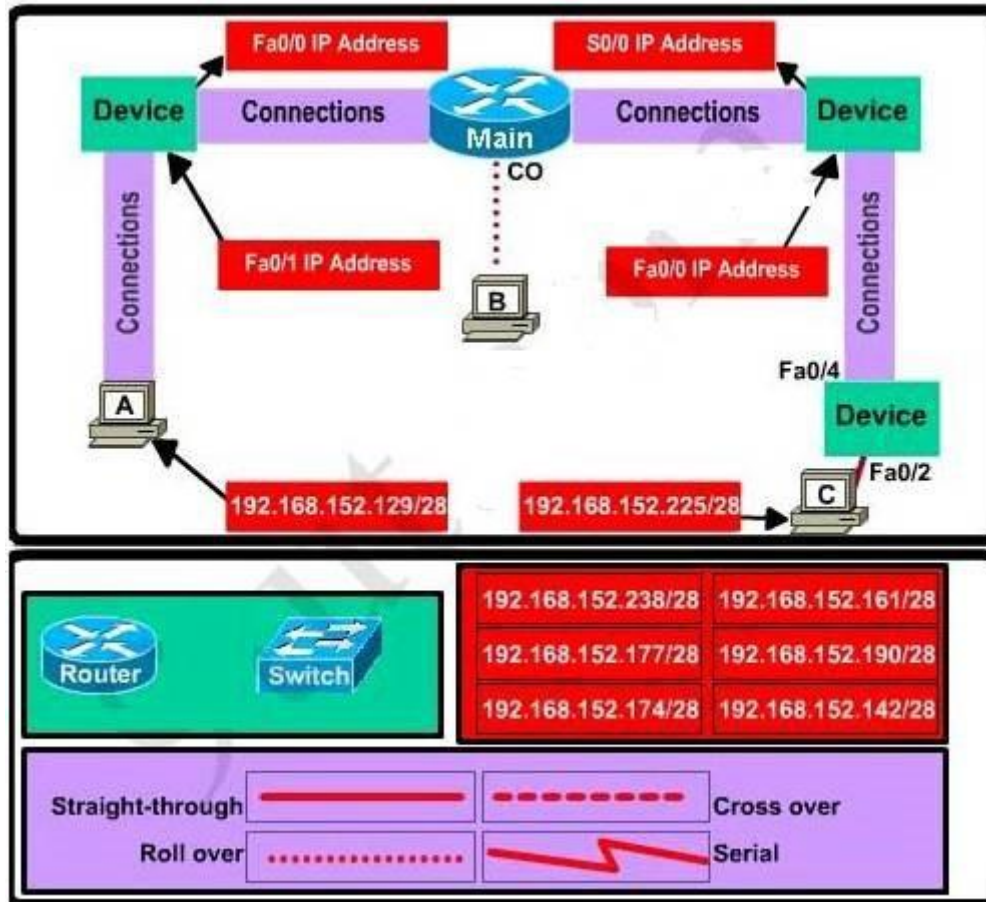 Fa0/0 IP Address
S0/0 IP Address
Device
Connections
Main
Connections
Device
CO
Connections
Fa0/1 IP Address
B
Fa0/0 IP Address
Connections
Fa0/4
A
Device
Fa0/2
192.168.152.129/28
192.168.152.225/28
C
Router
Switch
192.168.152.238/28
192.168.152.161/28
192.168.152.177/28
192.168.152.190/28
192.168.152.174/28
192.168.152.142/28
Straight-through
Cross over
Roll over
Serial